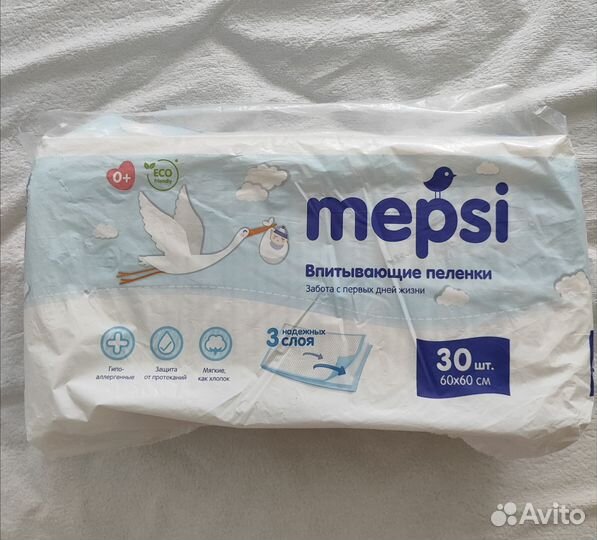 0+
ECO
friendly
mepsi
Впитывающие пеленки
Забота с первых дней жизни
3 надежных
слоя
Гипо-
аллергенные
Защита
от протеканий
Мягкие,
как хлопок
30 шт.
60x60 см
Avito